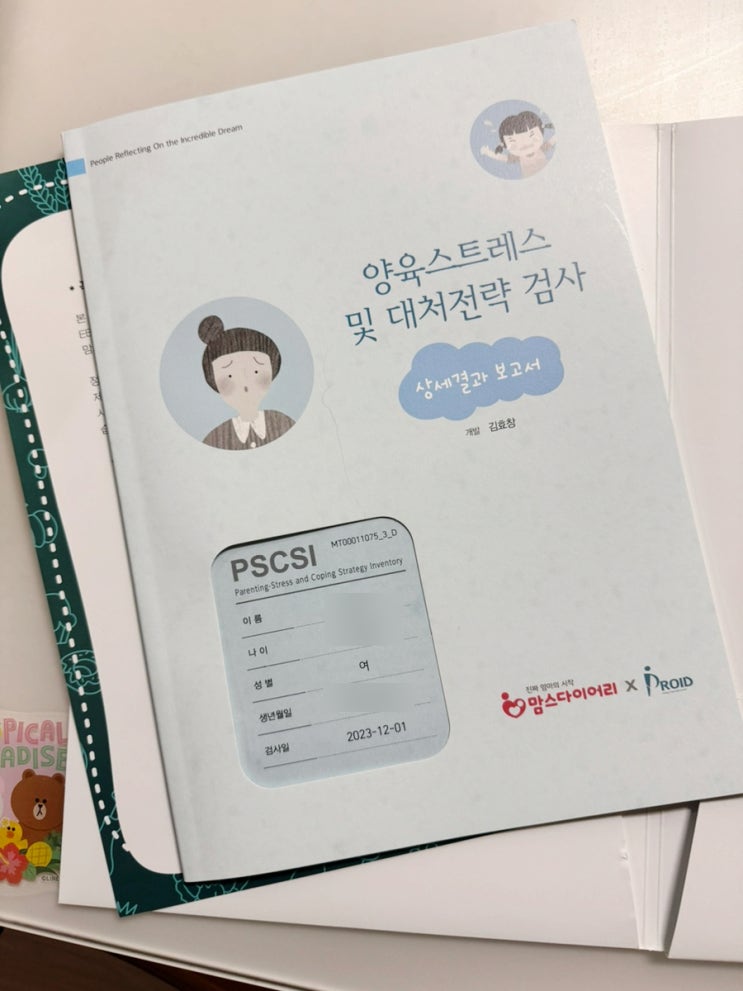 People Reflecting On the Incredible Dream
양육스트레스
및 대처전략 검사
상세결과 보고서
개발 김효창
PSCSI MT00011075_3_D
Parenting-Stress and Coping Strategy Inventory
이 름
나 이
성 별 여
생년월일
검사일 2023-12-01
진짜 엄마의 시작
맘스다이어리 X PROID
PICAL
ADISE